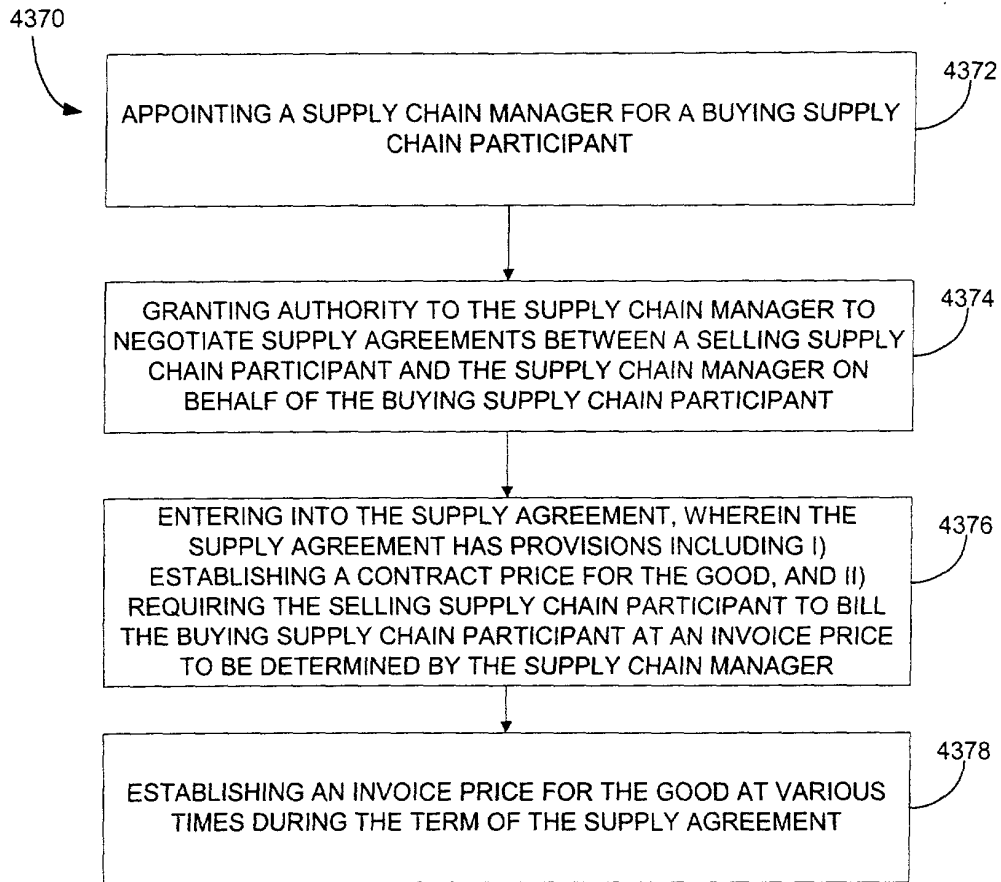 4370
4372
APPOINTING A SUPPLY CHAIN MANAGER FOR A BUYING SUPPLY
CHAIN PARTICIPANT
4374
GRANTING AUTHORITY TO THE SUPPLY CHAIN MANAGER TO
NEGOTIATE SUPPLY AGREEMENTS BETWEEN A SELLING SUPPLY
CHAIN PARTICIPANT AND THE SUPPLY CHAIN MANAGER ON
BEHALF OF THE BUYING SUPPLY CHAIN PARTICIPANT
4376
ENTERING INTO THE SUPPLY AGREEMENT, WHEREIN THE
SUPPLY AGREEMENT HAS PROVISIONS INCLUDING I)
ESTABLISHING A CONTRACT PRICE FOR THE GOOD, AND II)
REQUIRING THE SELLING SUPPLY CHAIN PARTICIPANT TO BILL
THE BUYING SUPPLY CHAIN PARTICIPANT AT AN INVOICE PRICE
TO BE DETERMINED BY THE SUPPLY CHAIN MANAGER
4378
ESTABLISHING AN INVOICE PRICE FOR THE GOOD AT VARIOUS
TIMES DURING THE TERM OF THE SUPPLY AGREEMENT